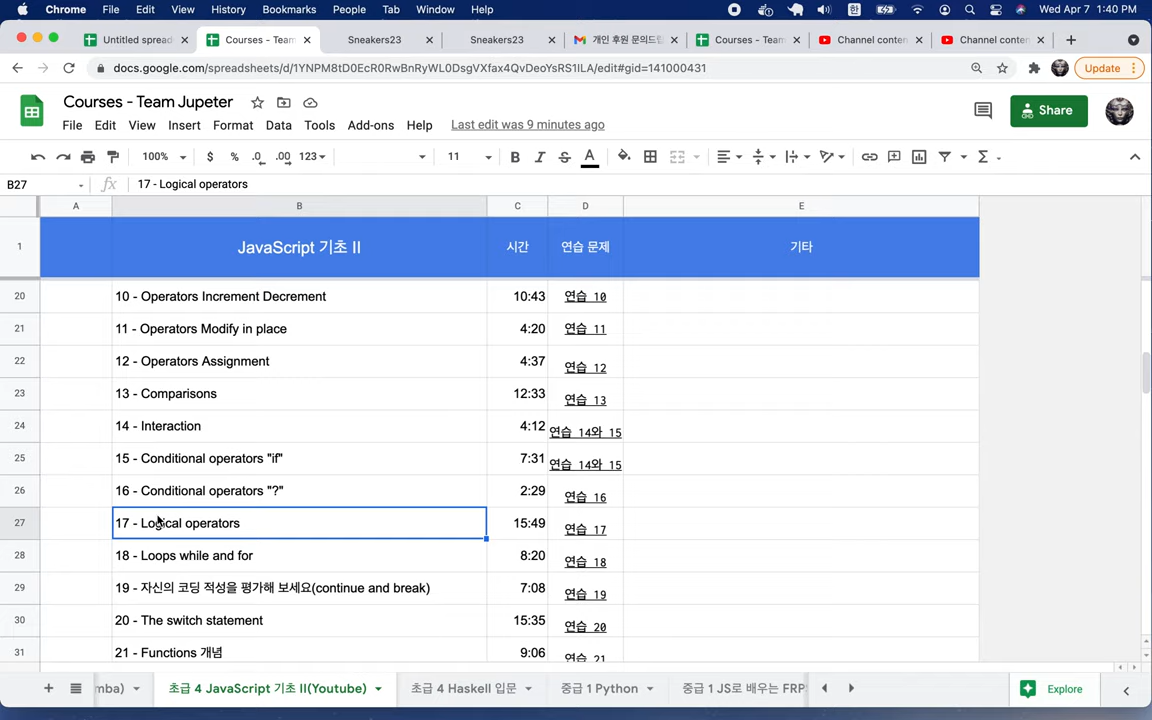 Chrome File Edit View History Bookmarks People Tab Window Help 한 Wed Apr 7 1:40 PM
Untitled spread Courses - Team Sneakers23 Sneakers23 개인 후원 문의드립 Courses - Team Channel conten Channel conten
docs.google.com/spreadsheets/d/1YNPM8tD0EcR0RwBnRyWL0DsgVXfax4QvDeoYsRS1ILA/edit#gid=141000431 Update
Courses - Team Jupeter
File Edit View Insert Format Data Tools Add-ons Help Last edit was 9 minutes ago
Share
100% $ % .0 .00 123 11 B I S A
B27 fx 17 - Logical operators
A B C D E
1 JavaScript 기초 II 시간 연습 문제 기타
20 10 - Operators Increment Decrement 10:43 연습 10
21 11 - Operators Modify in place 4:20 연습 11
22 12 - Operators Assignment 4:37 연습 12
23 13 - Comparisons 12:33 연습 13
24 14 - Interaction 4:12 연습 14와 15
25 15 - Conditional operators "if" 7:31 연습 14와 15
26 16 - Conditional operators "?" 2:29 연습 16
27 17 - Logical operators 15:49 연습 17
28 18 - Loops while and for 8:20 연습 18
29 19 - 자신의 코딩 적성을 평가해 보세요(continue and break) 7:08 연습 19
30 20 - The switch statement 15:35 연습 20
31 21 - Functions 개념 9:06 연습 21
mba) 초급 4 JavaScript 기초 II(Youtube) 초급 4 Haskell 입문 중급 1 Python 중급 1 JS로 배우는 FRP Explore